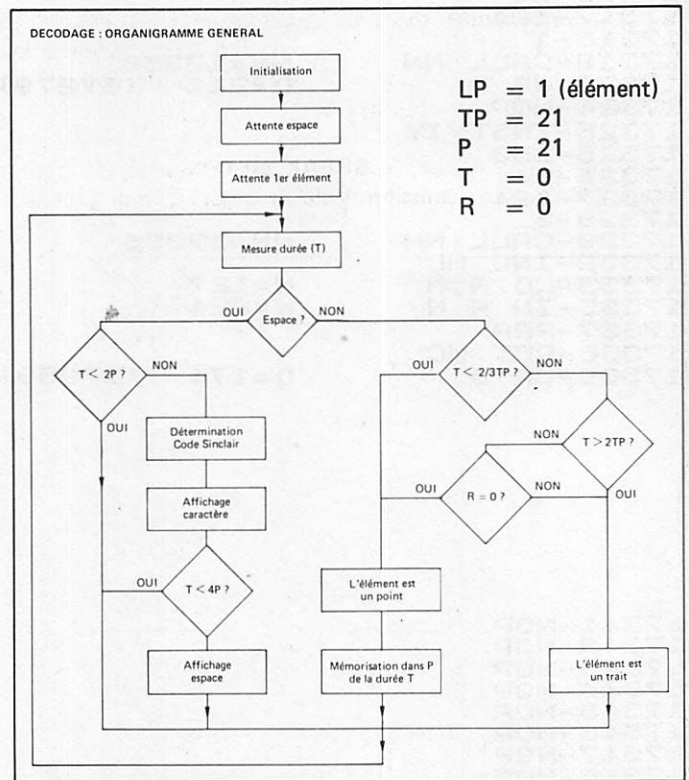 DECODAGE : ORGANIGRAMME GENERAL
Initialisation
LP = 1 (élément)
TP = 21
P = 21
T = 0
R = 0
Attente espace
Attente 1er élément
Mesure durée (T)
Espace ?
OUI
NON
T < 2P ?
NON
OUI
Détermination
Code Sinclair
Affichage
caractère
T < 4P ?
OUI
Affichage
espace
T < 2/3TP ?
NON
OUI
T > 2TP ?
NON
OUI
R = 0 ?
OUI
NON
L'élément est
un point
Mémorisation dans P
de la durée T
L'élément est
un trait